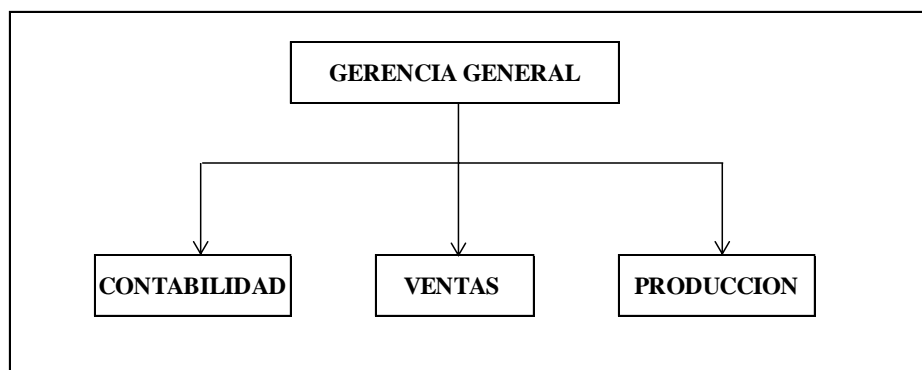 GERENCIA GENERAL
CONTABILIDAD
VENTAS
PRODUCCION